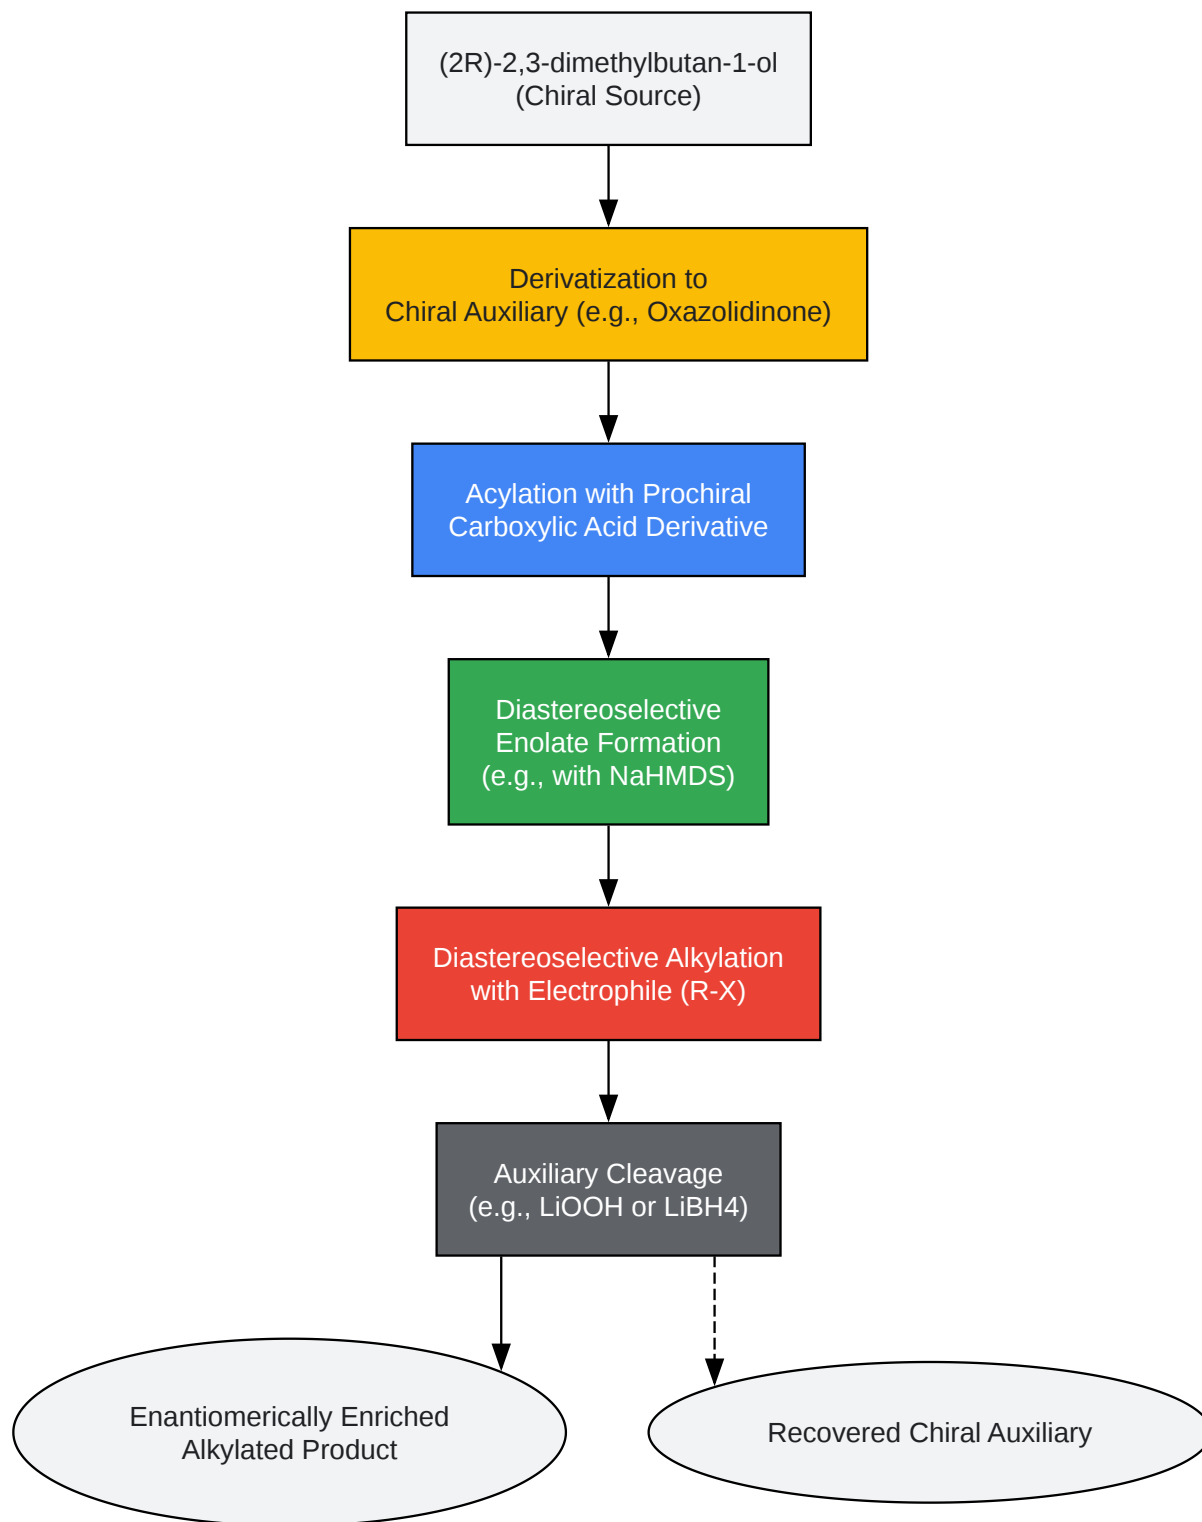 (2R)-2,3-dimethylbutan-1-ol
(Chiral Source)
Derivatization to
Chiral Auxiliary (e.g., Oxazolidinone)
Acylation with Prochiral
Carboxylic Acid Derivative
Diastereoselective
Enolate Formation
(e.g., with NaHMDS)
Diastereoselective Alkylation
with Electrophile (R-X)
Auxiliary Cleavage
(e.g., LiOOH or LiBH4)
Enantiomerically Enriched
Alkylated Product
Recovered Chiral Auxiliary